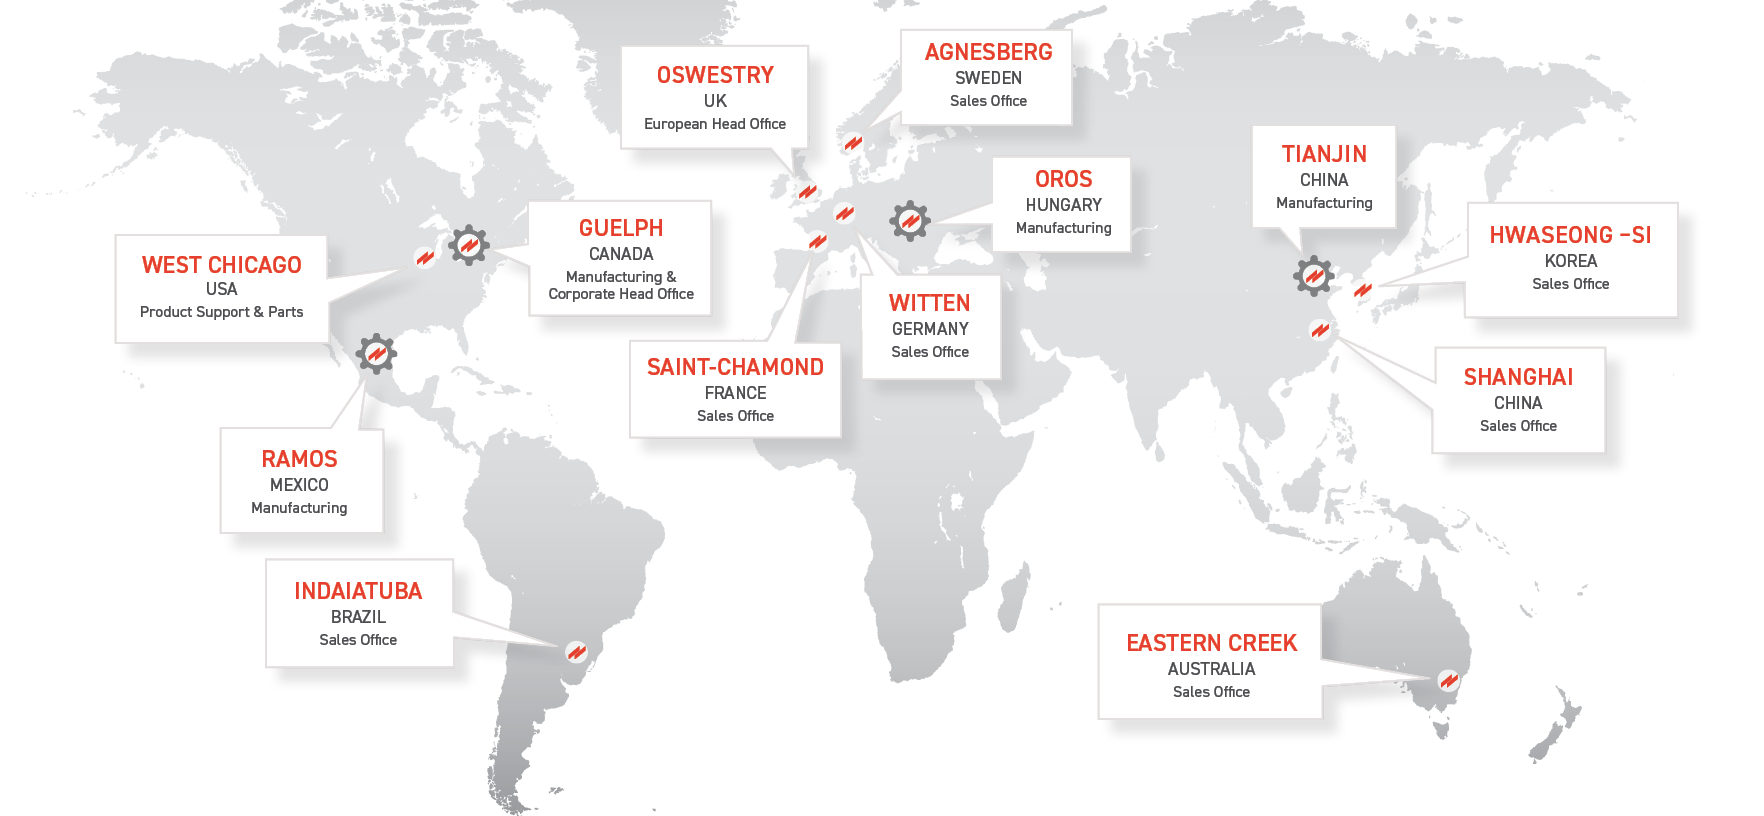 AGNESBERG
SWEDEN
Sales Office
OSWESTRY
UK
European Head Office
TIANJIN
CHINA
Manufacturing
OROS
HUNGARY
Manufacturing
GUELPH
CANADA
Manufacturing &
Corporate Head Office
HWASEONG –SI
KOREA
Sales Office
WEST CHICAGO
USA
Product Support & Parts
WITTEN
GERMANY
Sales Office
SAINT-CHAMOND
FRANCE
Sales Office
SHANGHAI
CHINA
Sales Office
RAMOS
MEXICO
Manufacturing
INDAIATUBA
BRAZIL
Sales Office
EASTERN CREEK
AUSTRALIA
Sales Office